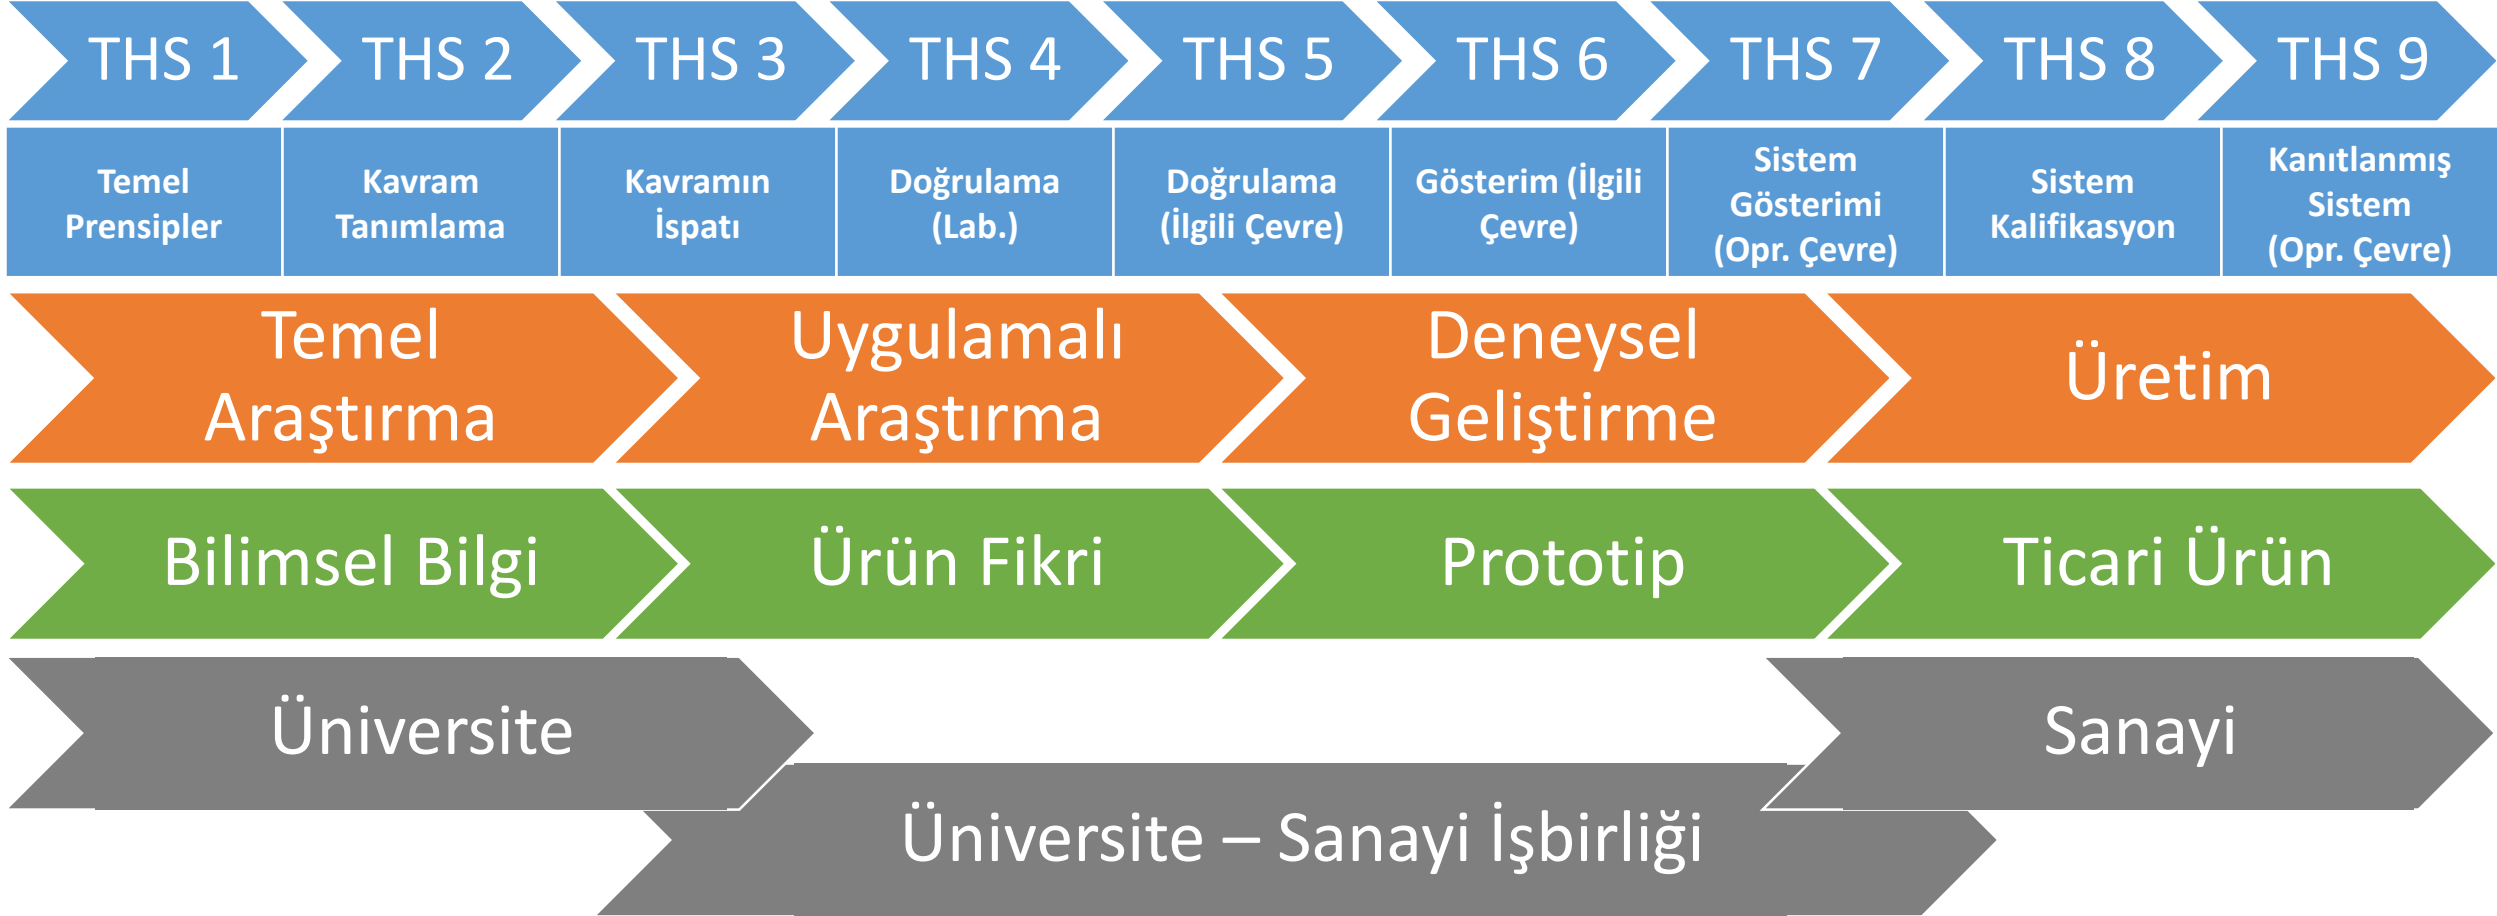 THS 1 THS 2 THS 3 THS 4 THS 5 THS 6 THS 7 THS 8 THS 9
Temel
Prensipler
Kavram
Tanımlama
Kavramın
İspatı
Doğrulama
(Lab.)
Doğrulama
(ilgili Çevre)
Gösterim (ilgili
Çevre)
Sistem
Gösterimi
(Opr. Çevre)
Sistem
Kalifikasyon
Kanıtlanmış
Sistem
(Opr. Çevre)
Temel
Araştırma
Uygulamalı
Araştırma
Deneysel
Geliştirme
Üretim
Bilimsel Bilgi
Ürün Fikri
Prototip
Ticari Ürün
Üniversite
Sanayi
Üniversite – Sanayi İşbirliği